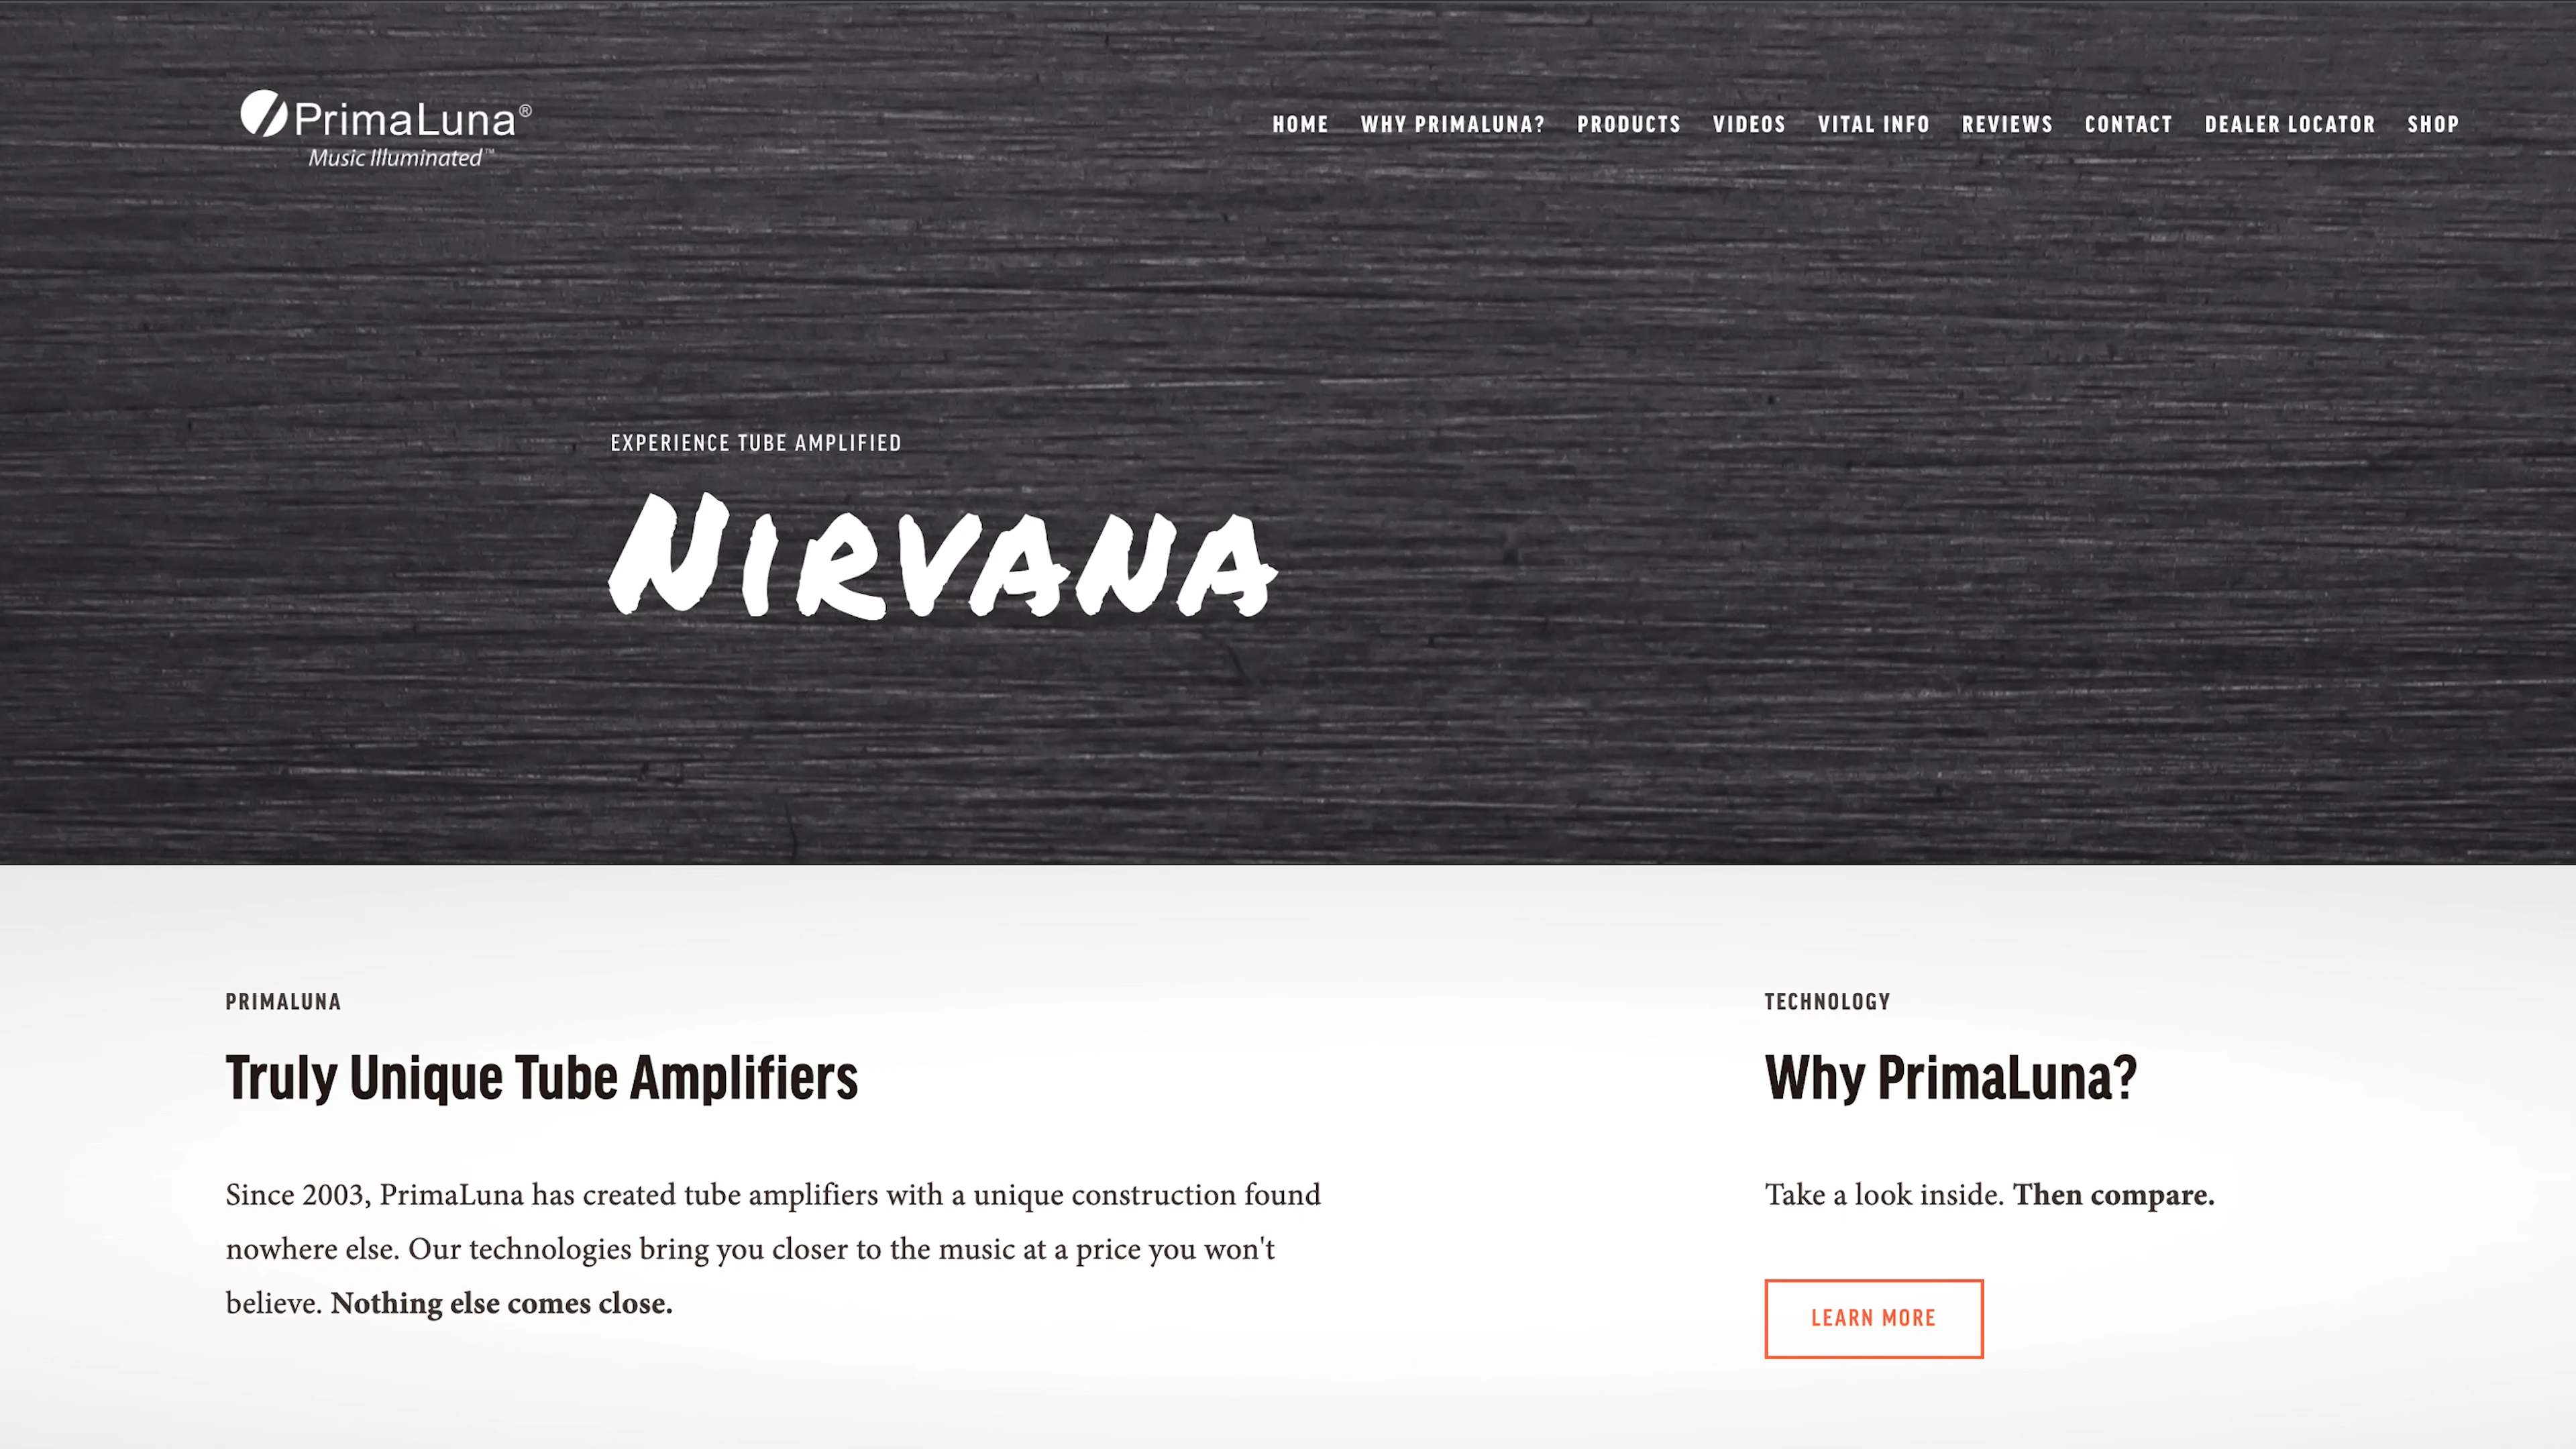 PrimaLuna®
Music Illuminated™
HOME WHY PRIMALUNA? PRODUCTS VIDEOS VITAL INFO REVIEWS CONTACT DEALER LOCATOR SHOP
EXPERIENCE TUBE AMPLIFIED
NIRVANA
PRIMALUNA
Truly Unique Tube Amplifiers
Since 2003, PrimaLuna has created tube amplifiers with a unique construction found
nowhere else. Our technologies bring you closer to the music at a price you won't
believe. Nothing else comes close.
TECHNOLOGY
Why PrimaLuna?
Take a look inside. Then compare.
LEARN MORE